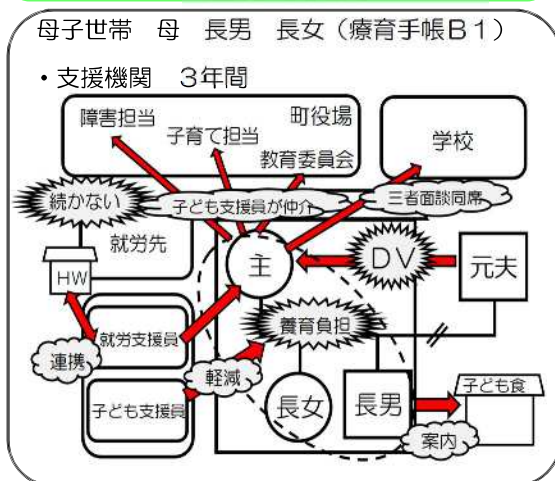 母子世帯 母 長男 長女(療育手帳B1)
・支援機関 3年間
障害担当
子育て担当
町役場
教育委員会
学校
続かない
子ども支援員が仲介
三者面談同席
就労先
主
DV
元夫
HW
養育負担
就労支援員
連携
軽減
子ども支援員
長女
長男
子ども食
案内